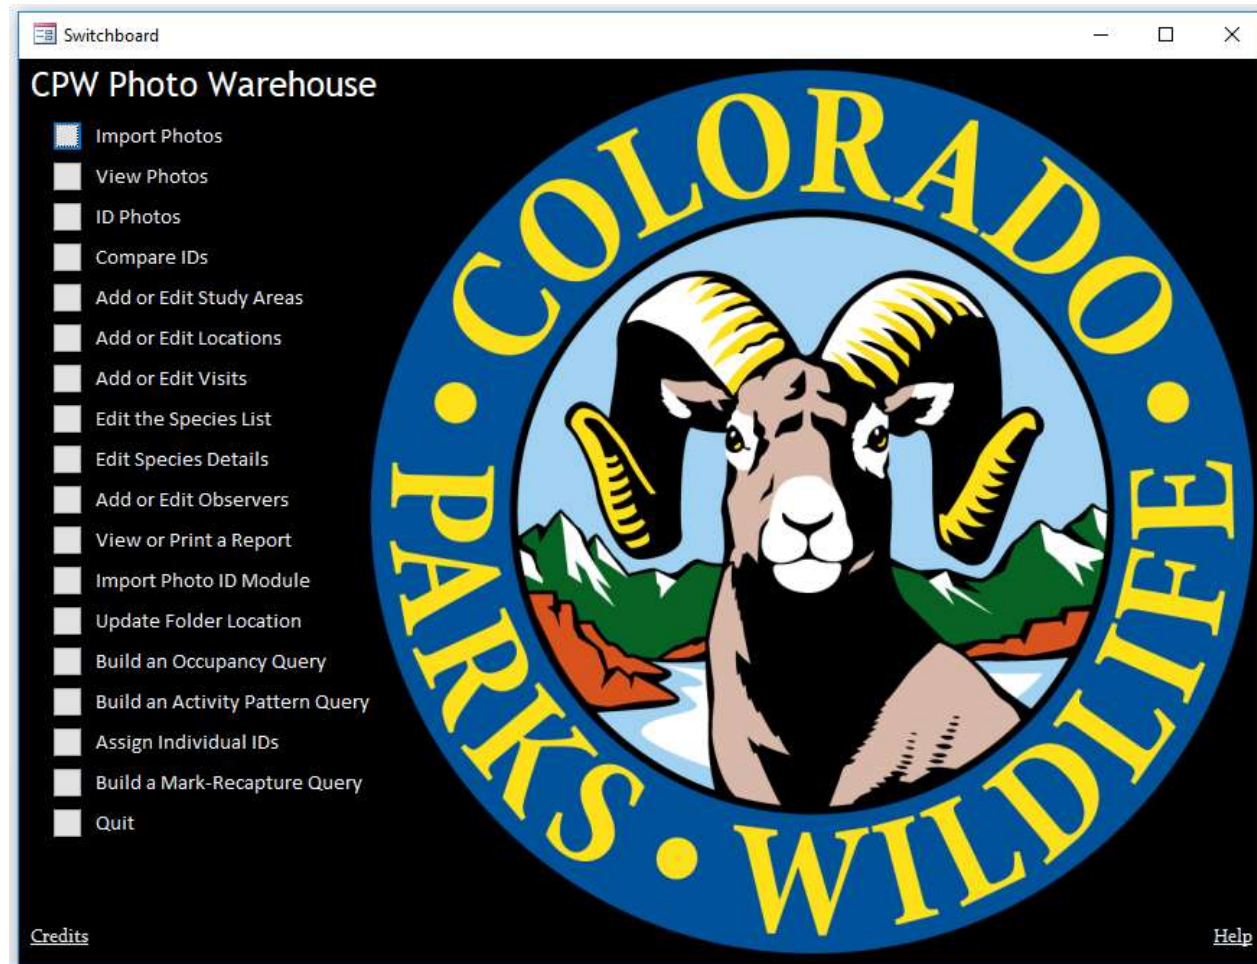 Switchboard
CPW Photo Warehouse
Import Photos
View Photos
ID Photos
Compare IDs
Add or Edit Study Areas
Add or Edit Locations
Add or Edit Visits
Edit the Species List
Edit Species Details
Add or Edit Observers
View or Print a Report
Import Photo ID Module
Update Folder Location
Build an Occupancy Query
Build an Activity Pattern Query
Assign Individual IDs
Build a Mark-Recapture Query
Quit
COLORADO
PARKS • WILDLIFE
Credits
Help